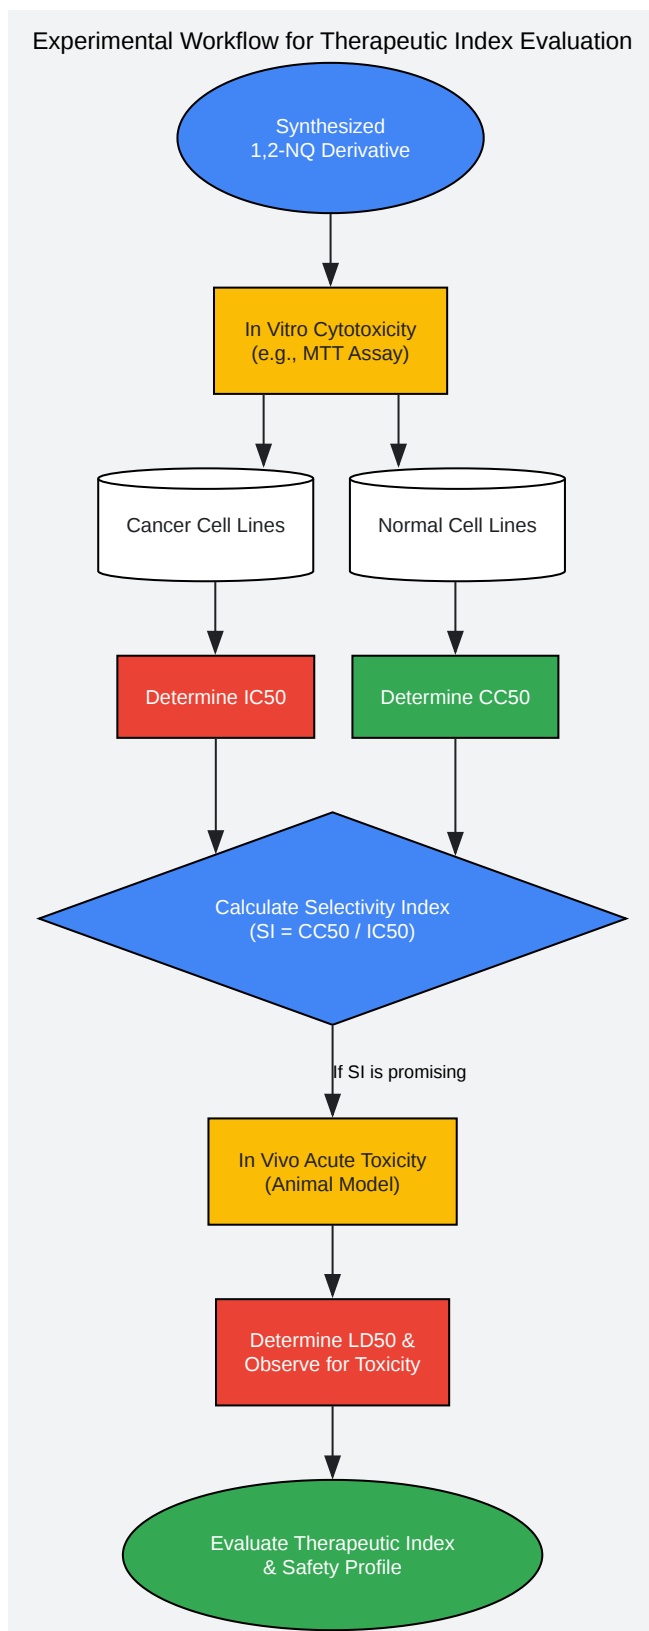 Experimental Workflow for Therapeutic Index Evaluation
Synthesized
1,2-NQ Derivative
In Vitro Cytotoxicity
(e.g., MTT Assay)
Cancer Cell Lines
Normal Cell Lines
Determine IC50
Determine CC50
Calculate Selectivity Index
(SI = CC50 / IC50)
If SI is promising
In Vivo Acute Toxicity
(Animal Model)
Determine LD50 &
Observe for Toxicity
Evaluate Therapeutic Index
& Safety Profile